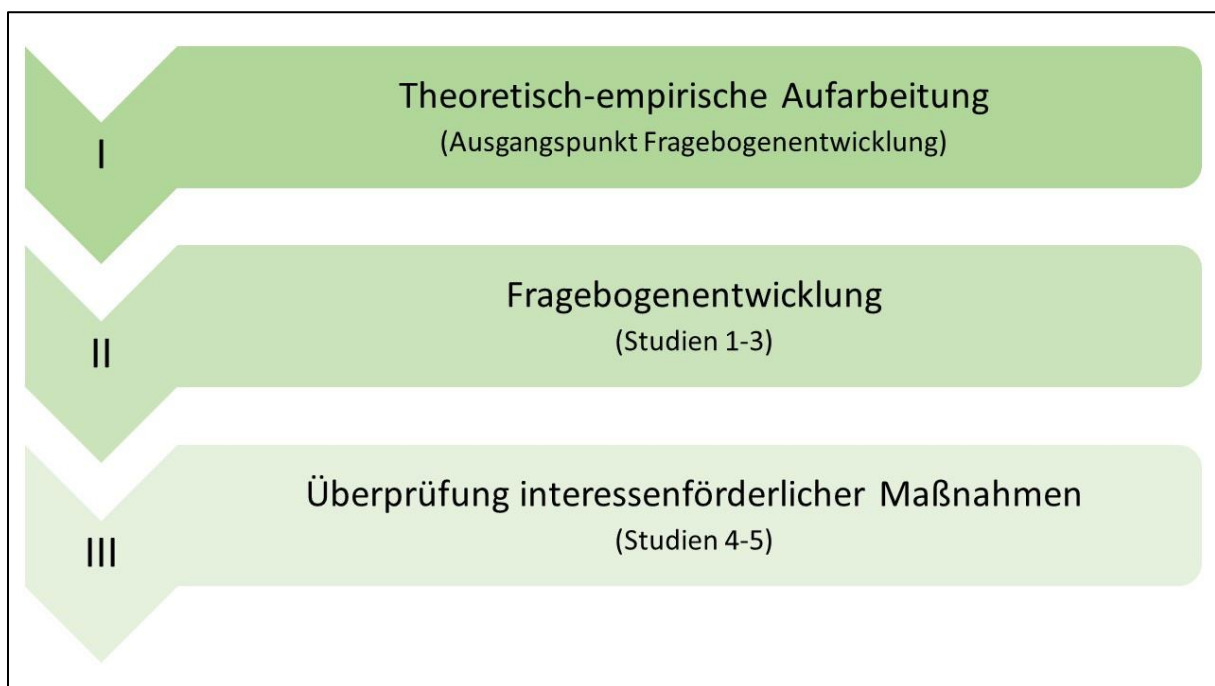 I
Theoretisch-empirische Aufarbeitung
(Ausgangspunkt Fragebogenentwicklung)
II
Fragebogenentwicklung
(Studien 1-3)
III
Überprüfung interessenförderlicher Maßnahmen
(Studien 4-5)